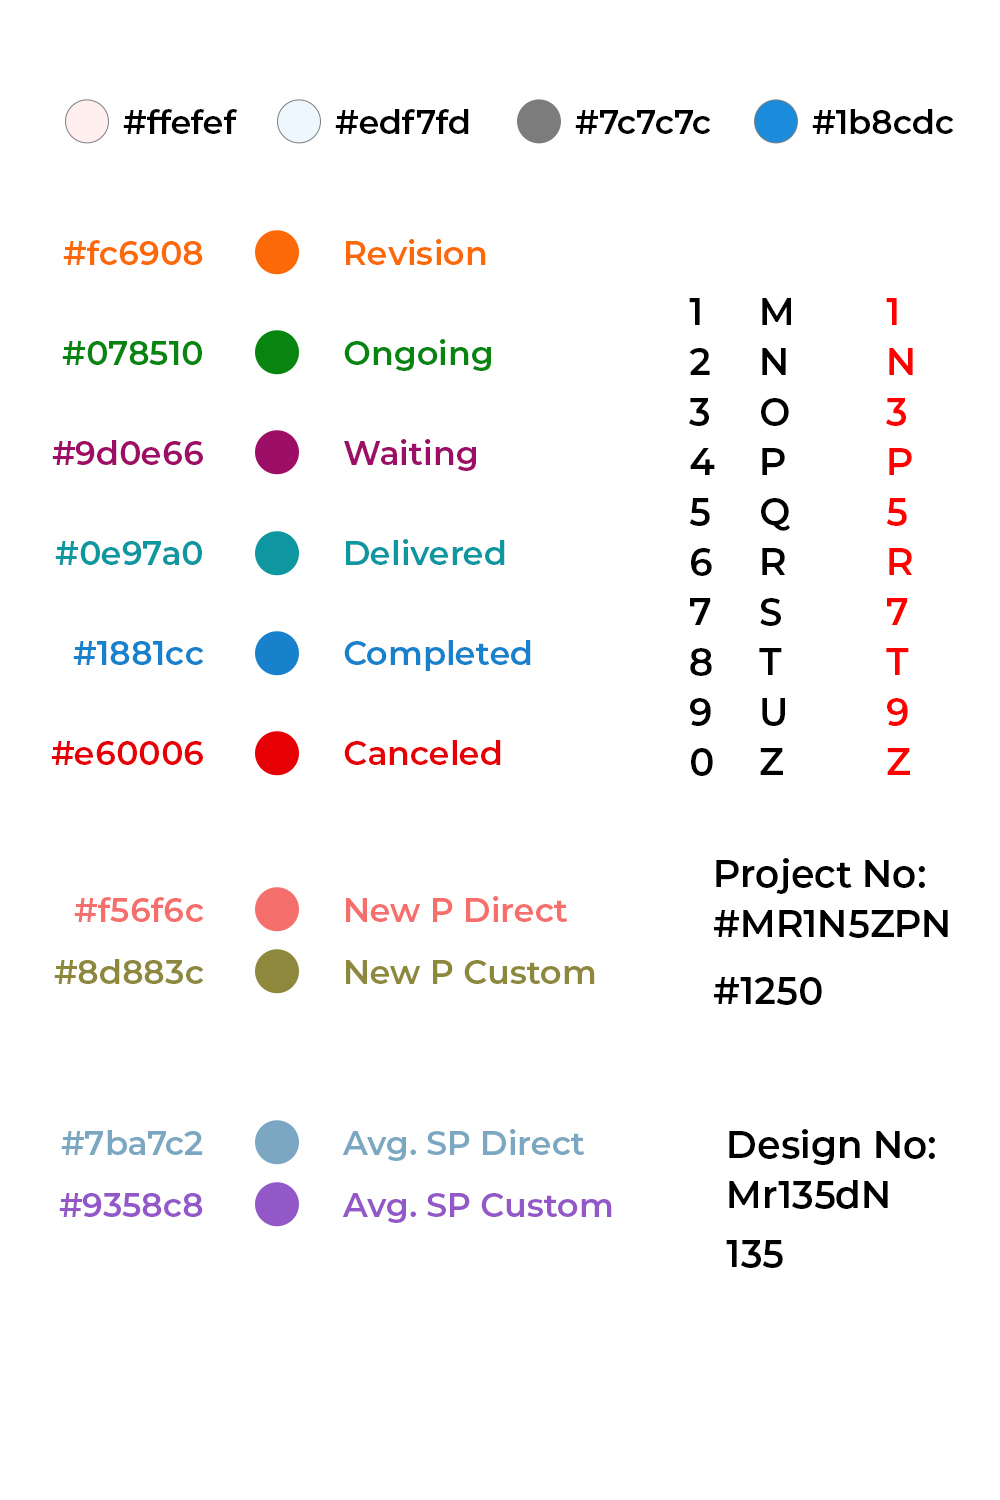 #ffefef #edf7fd #7c7c7c #1b8cdc
#fc6908 Revision
#078510 Ongoing
#9d0e66 Waiting
#0e97a0 Delivered
#1881cc Completed
#e60006 Canceled
1 M 1
2 N N
3 O 3
4 P P
5 Q 5
6 R R
7 S 7
8 T T
9 U 9
0 Z Z
#f56f6c New P Direct
#8d883c New P Custom
Project No:
#MR1N5ZPN
#1250
#7ba7c2 Avg. SP Direct
#9358c8 Avg. SP Custom
Design No:
Mr135dN
135